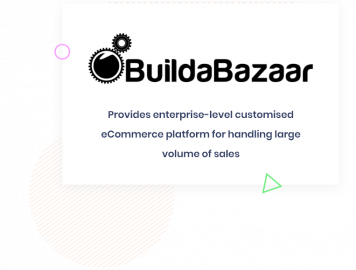 BuildaBazaar
Provides enterprise-level customised
eCommerce platform for handling large
volume of sales